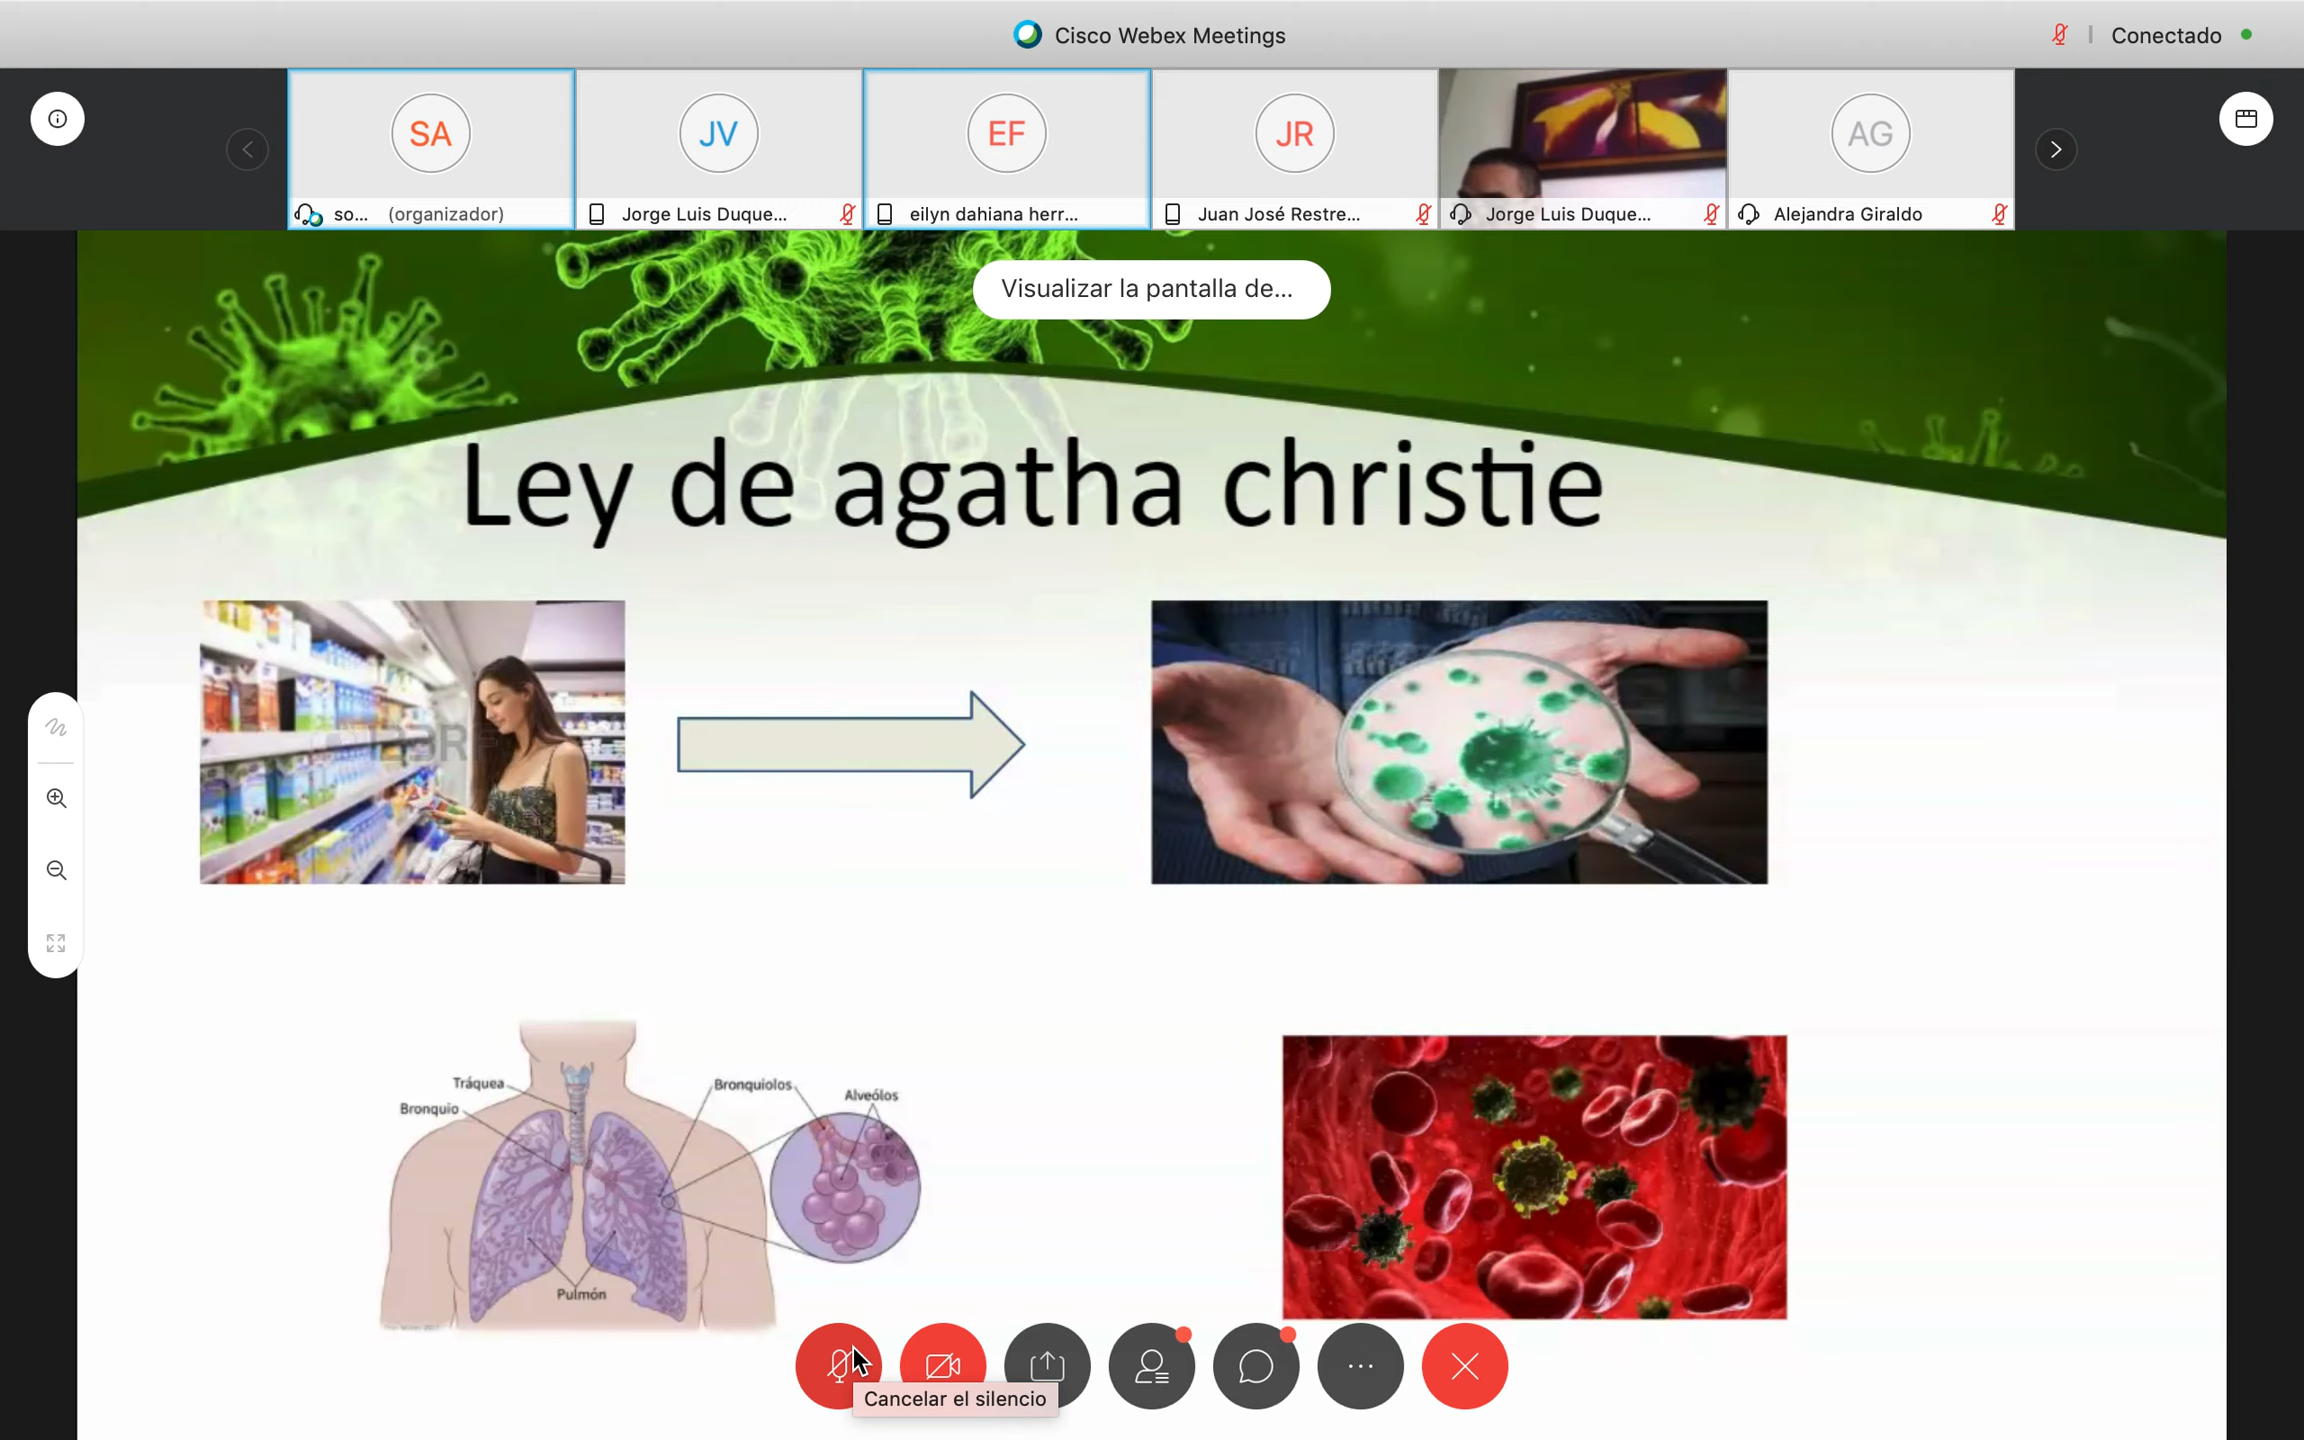 Cisco Webex Meetings
Conectado
SA
JV
EF
JR
AG
so... (organizador)
Jorge Luis Duque...
eilyn dahiana herr...
Juan José Restre...
Jorge Luis Duque...
Alejandra Giraldo
Visualizar la pantalla de...
Ley de agatha christie
Tráquea
Bronquio
Bronquiolos
Alveólos
Pulmón
Cancelar el silencio